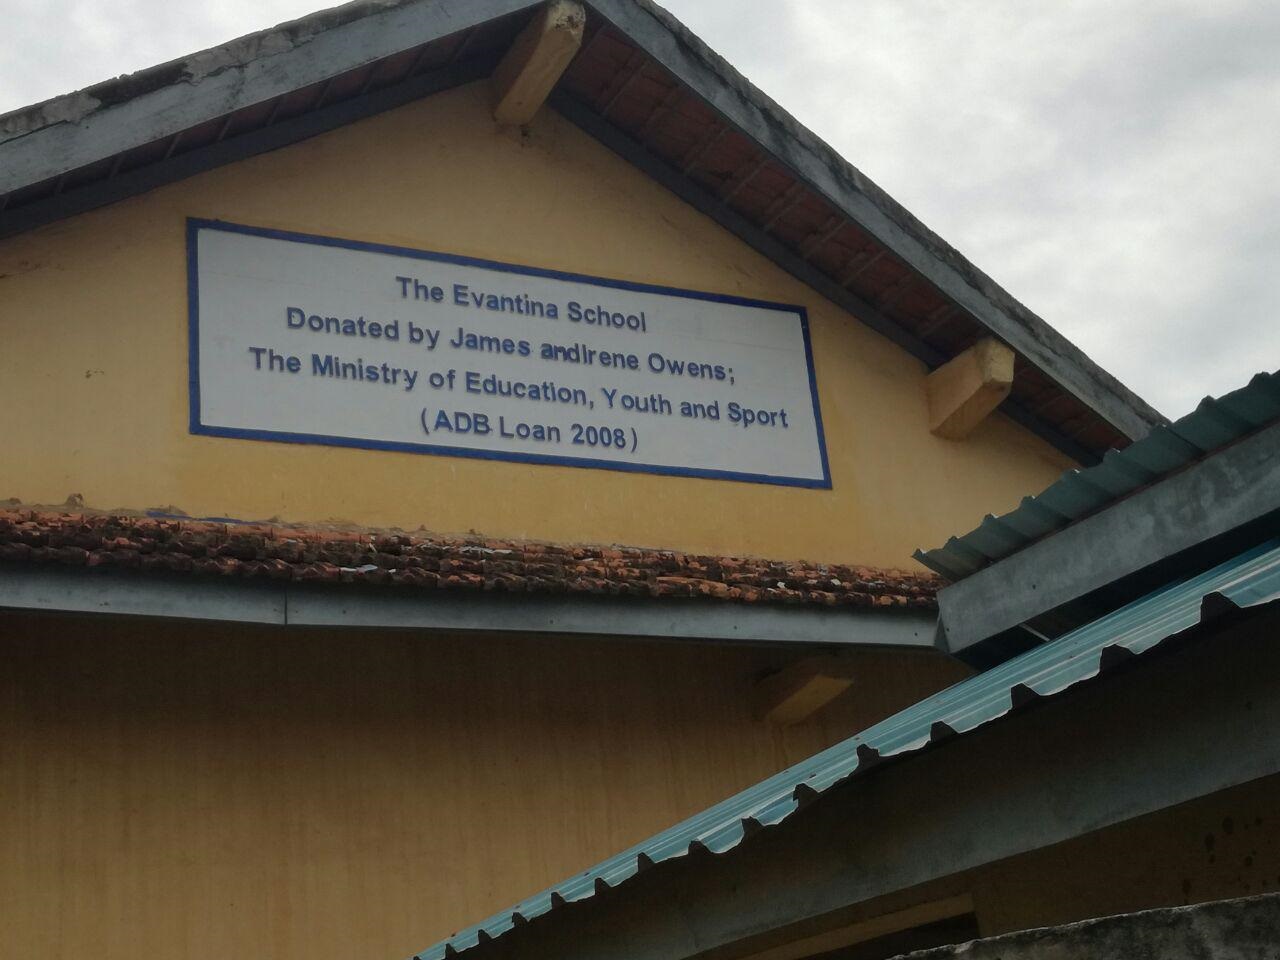 The Evantina School
Donated by James andIrene Owens;
The Ministry of Education, Youth and Sport
(ADB Loan 2008)